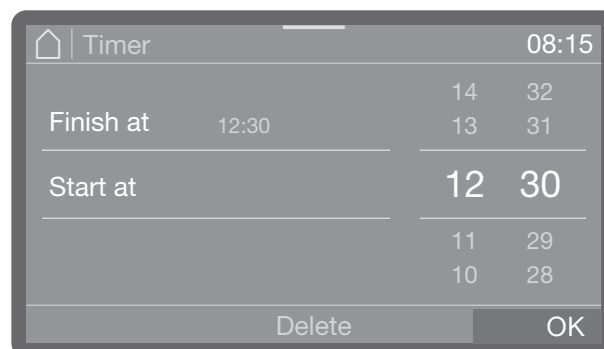 Timer 08:15
14 32
Finish at 12:30 13 31
Start at 12 30
11 29
10 28
Delete OK